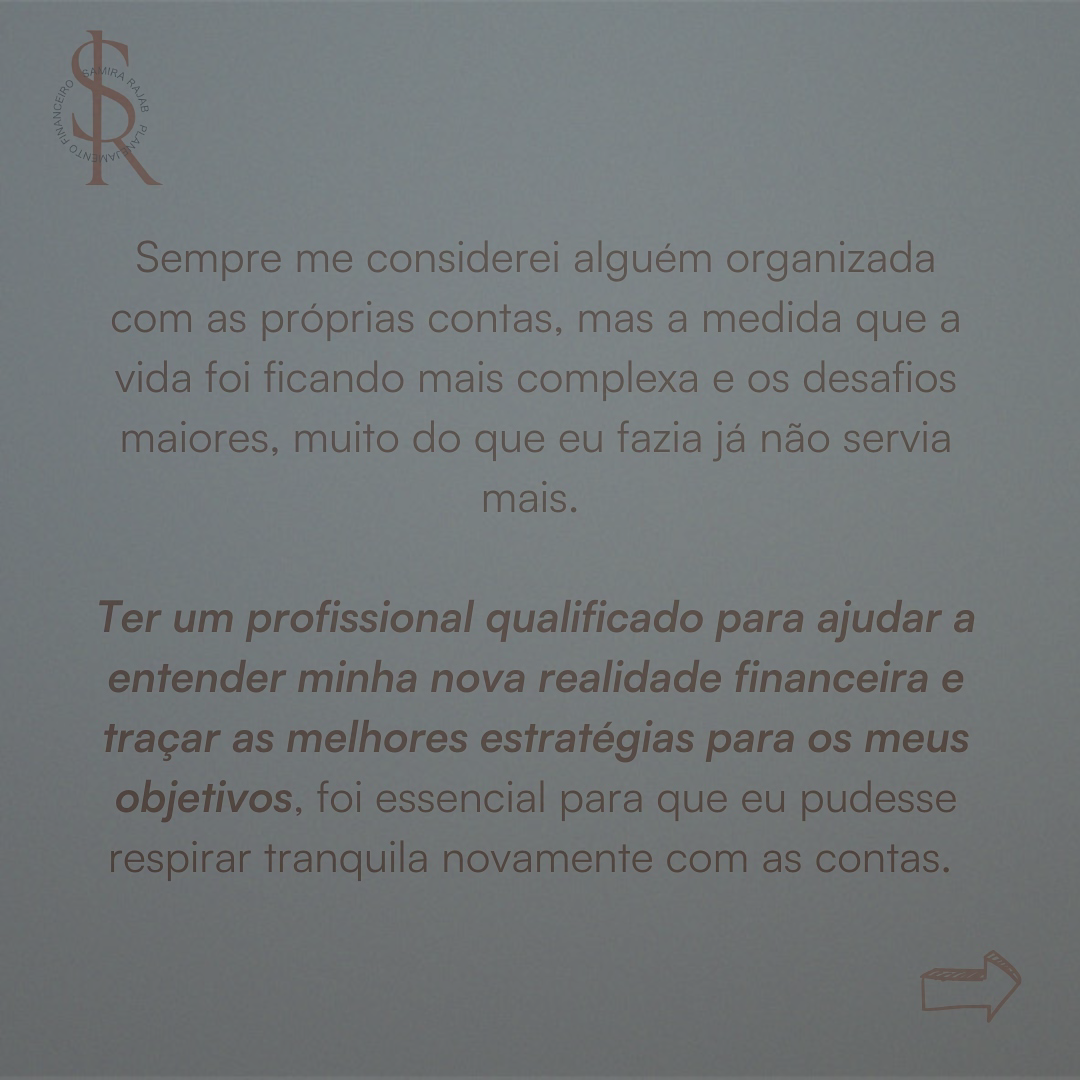 SAMIRA RAJAB PLANEJAMENTO FINANCEIRO
SR
Sempre me considerei alguém organizada
com as próprias contas, mas a medida que a
vida foi ficando mais complexa e os desafios
maiores, muito do que eu fazia já não servia
mais.
Ter um profissional qualificado para ajudar a
entender minha nova realidade financeira e
traçar as melhores estratégias para os meus
objetivos, foi essencial para que eu pudesse
respirar tranquila novamente com as contas.